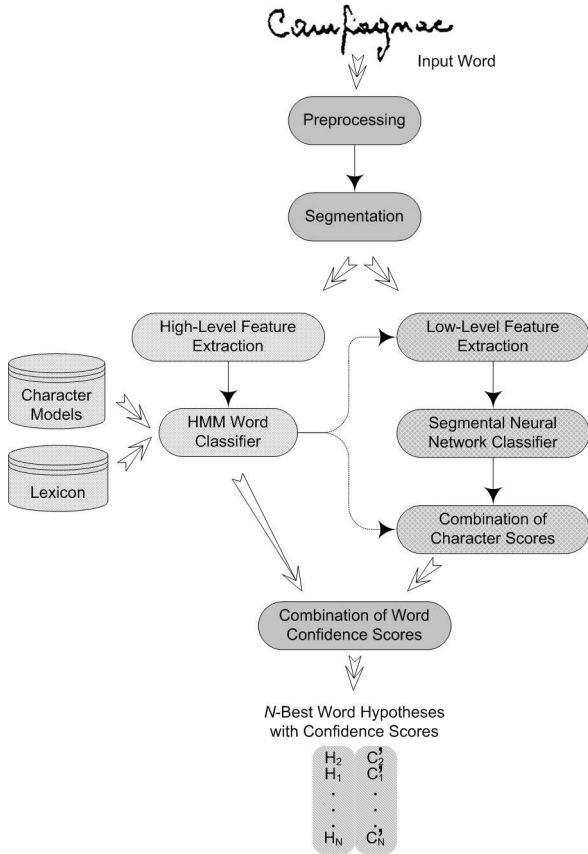 Campagnac
Input Word
Preprocessing
Segmentation
High-Level Feature
Extraction
Low-Level Feature
Extraction
Character
Models
HMM Word
Classifier
Segmental Neural
Network Classifier
Lexicon
Combination of
Character Scores
Combination of Word
Confidence Scores
N-Best Word Hypotheses
with Confidence Scores
H₂ C'₂
H₁ C'₁
. .
. .
. .
H_N C'_N